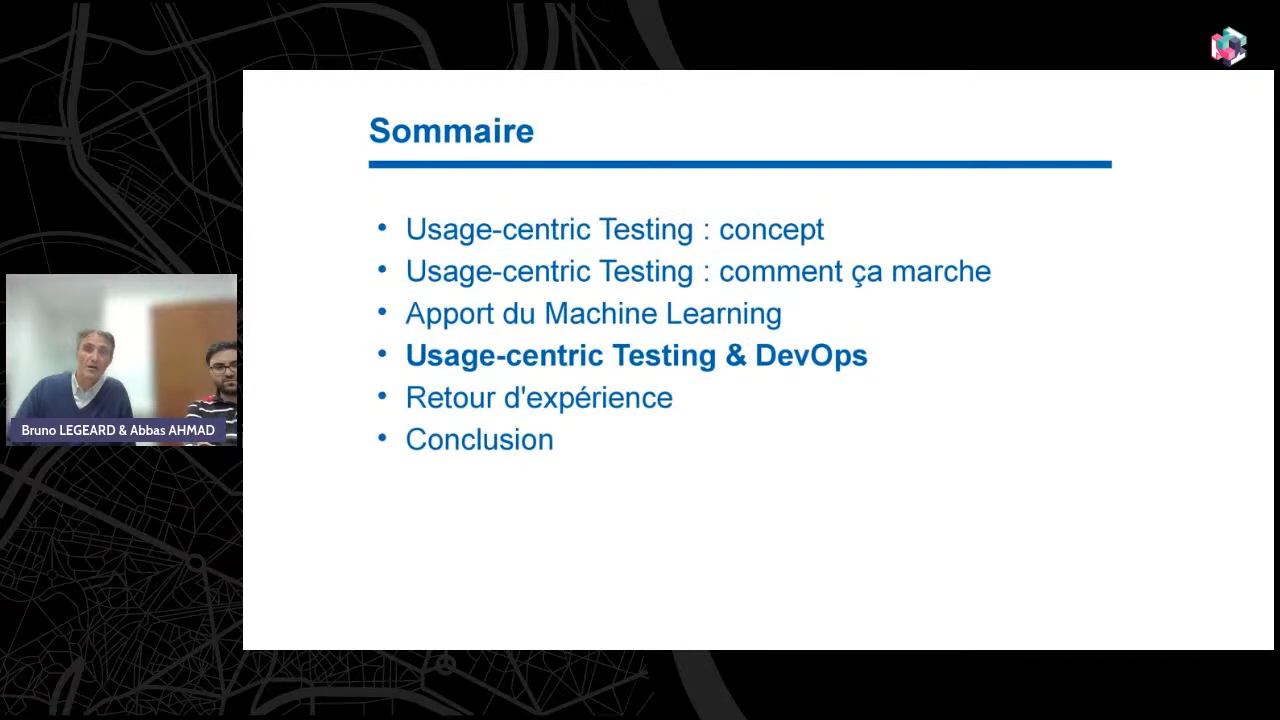 Sommaire
• Usage-centric Testing : concept
• Usage-centric Testing : comment ça marche
• Apport du Machine Learning
• Usage-centric Testing & DevOps
• Retour d'expérience
• Conclusion
Bruno LEGEARD & Abbas AHMAD